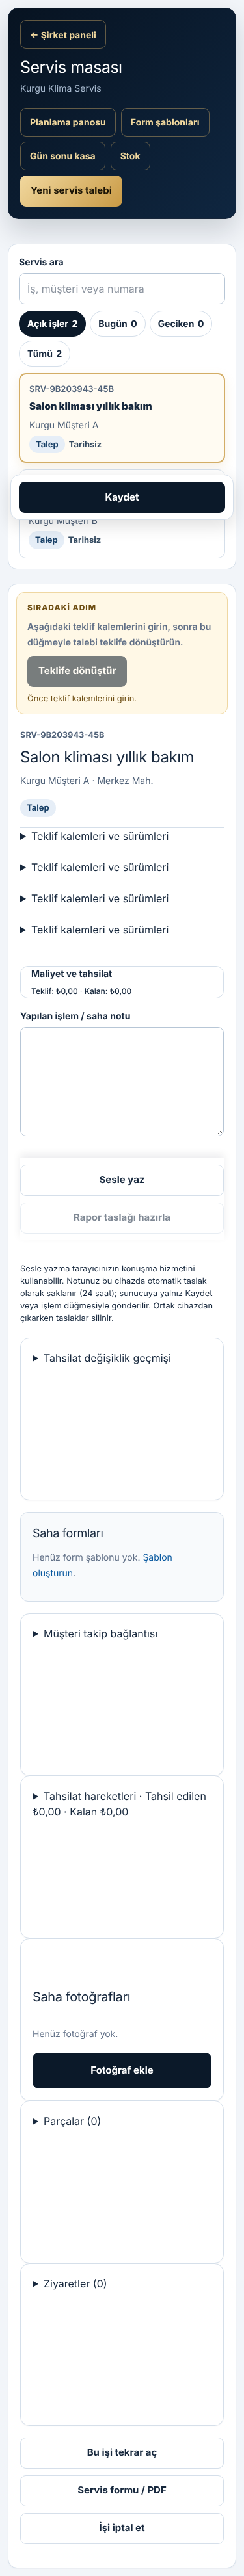 ← Şirket paneli
Servis masası
Kurgu Klima Servis
Planlama panosu
Form şablonları
Gün sonu kasa
Stok
Yeni servis talebi
Servis ara
İş, müşteri veya numara
Açık işler 2
Bugün 0
Geciken 0
Tümü 2
SRV-9B203943-45B
Salon kliması yıllık bakım
Kurgu Müşteri A
Talep Tarihsiz
Kaydet
Kurgu Müşteri B
Talep Tarihsiz
SIRADAKİ ADIM
Aşağıdaki teklif kalemlerini girin, sonra bu
düğmeyle talebi teklife dönüştürün.
Teklife dönüştür
Önce teklif kalemlerini girin.
SRV-9B203943-45B
Salon kliması yıllık bakım
Kurgu Müşteri A · Merkez Mah.
Talep
▶ Teklif kalemleri ve sürümleri
▶ Teklif kalemleri ve sürümleri
▶ Teklif kalemleri ve sürümleri
▶ Teklif kalemleri ve sürümleri
Maliyet ve tahsilat
Teklif: ₺0,00 · Kalan: ₺0,00
Yapılan işlem / saha notu
Sesle yaz
Rapor taslağı hazırla
Sesle yazma tarayıcınızın konuşma hizmetini
kullanabilir. Notunuz bu cihazda otomatik taslak
olarak saklanır (24 saat); sunucuya yalnız Kaydet
veya işlem düğmesiyle gönderilir. Ortak cihazdan
çıkarken taslaklar silinir.
▶ Tahsilat değişiklik geçmişi
Saha formları
Henüz form şablonu yok. Şablon
oluşturun.
▶ Müşteri takip bağlantısı
▶ Tahsilat hareketleri · Tahsil edilen
₺0,00 · Kalan ₺0,00
Saha fotoğrafları
Henüz fotoğraf yok.
Fotoğraf ekle
▶ Parçalar (0)
▶ Ziyaretler (0)
Bu işi tekrar aç
Servis formu / PDF
İşi iptal et